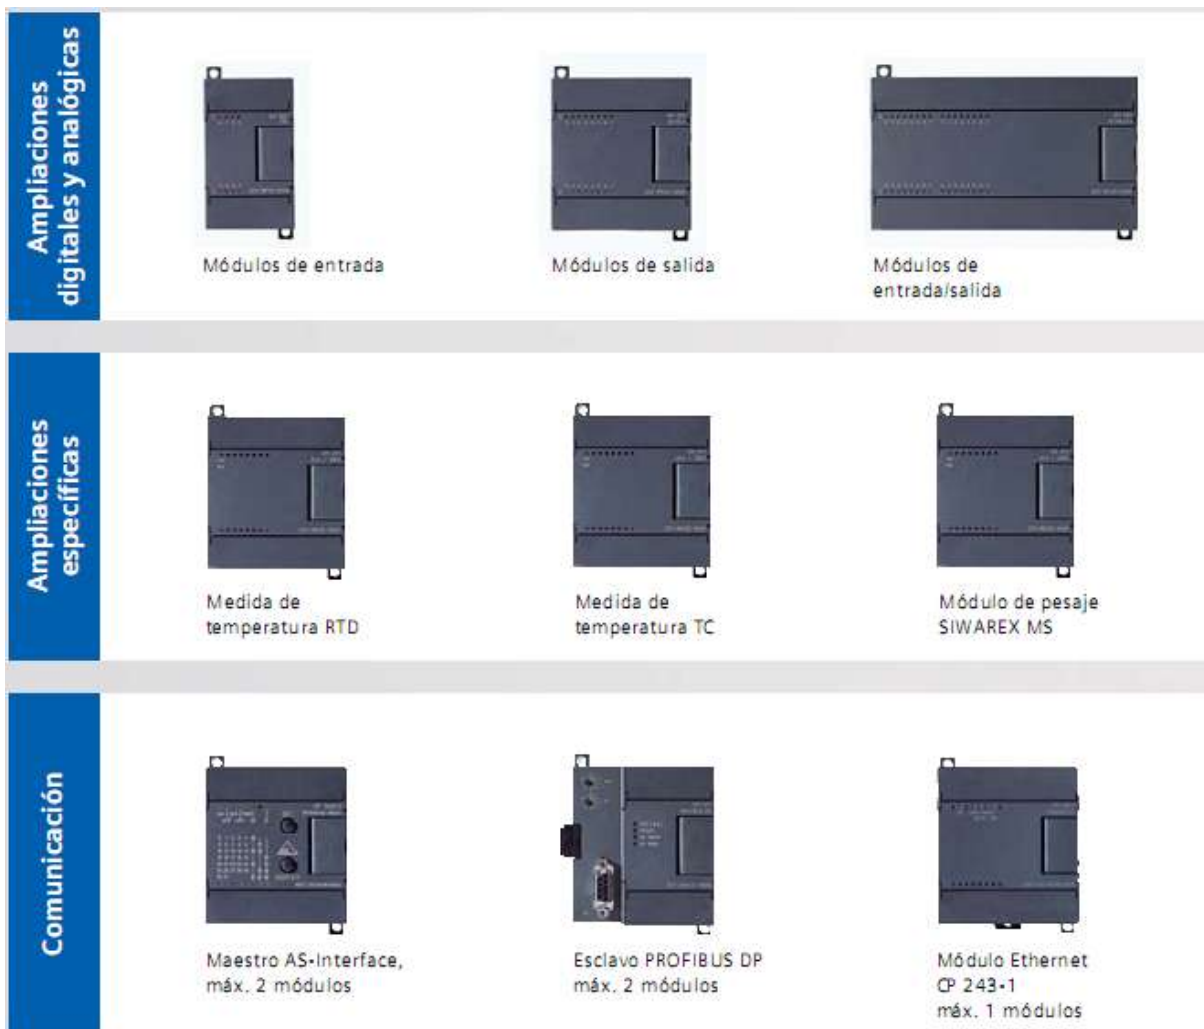 Ampliaciones
digitales y analógicas
Módulos de entrada
Módulos de salida
Módulos de
entrada/salida
Ampliaciones
específicas
Medida de
temperatura RTD
Medida de
temperatura TC
Módulo de pesaje
SIWAREX MS
Comunicación
Maestro AS-Interface,
máx. 2 módulos
Esclavo PROFIBUS DP
máx. 2 módulos
Módulo Ethernet
CP 243-1
máx. 1 módulos